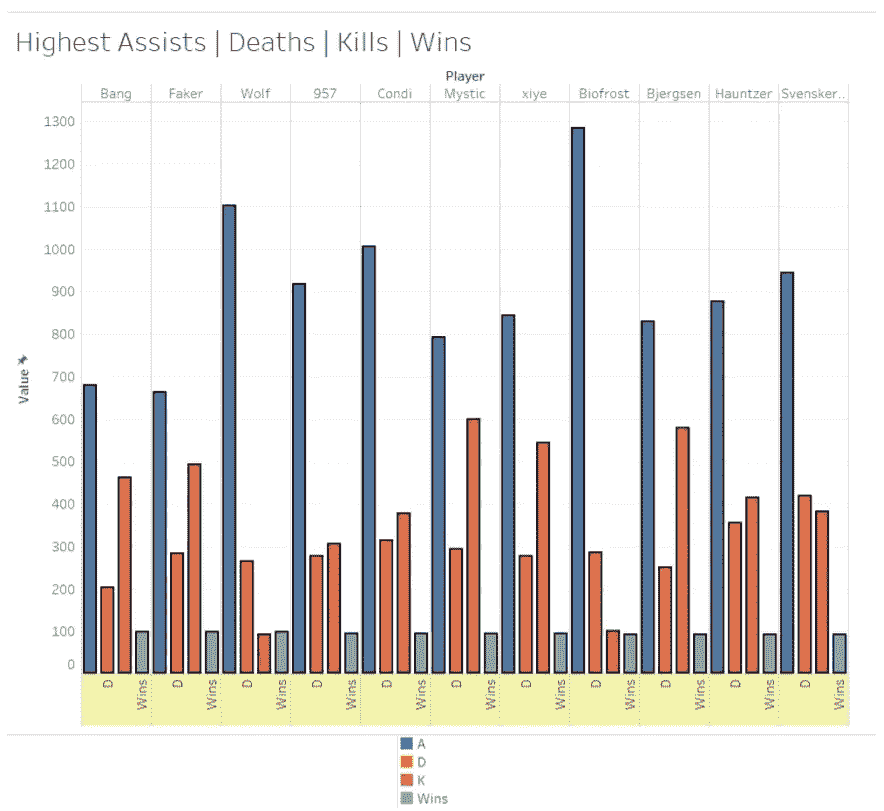 Highest Assists | Deaths | Kills | Wins
Player
Bang Faker Wolf 957 Condi Mystic xiye Biofrost Bjergsen Hauntzer Svensker..
1300
1200
1100
1000
900
800
700
600
500
400
300
200
100
0
Value
D Wins D Wins D Wins D Wins D Wins D Wins D Wins D Wins D Wins D Wins D Wins
A
D
K
Wins